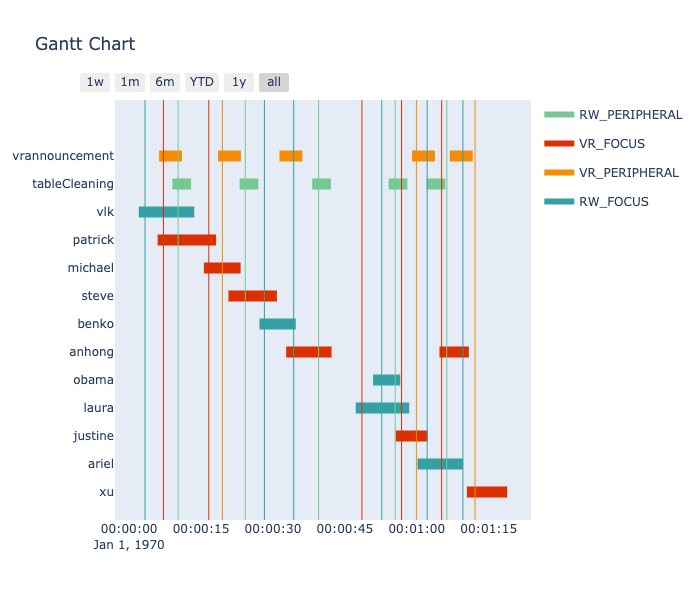 Gantt Chart
1w 1m 6m YTD 1y all
RW_PERIPHERAL
VR_FOCUS
VR_PERIPHERAL
RW_FOCUS
vrannouncement
tableCleaning
vlk
patrick
michael
steve
benko
anhong
obama
laura
justine
ariel
xu
00:00:00 00:00:15 00:00:30 00:00:45 00:01:00 00:01:15
Jan 1, 1970